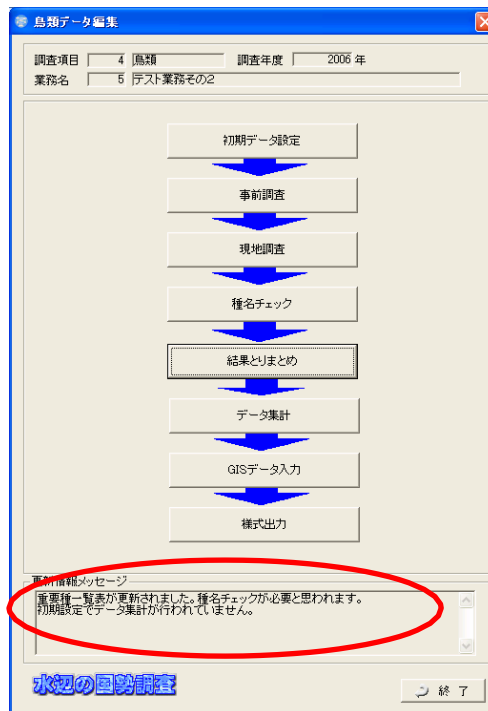 鳥類データ編集
調査項目 4 鳥類 調査年度 2006 年
業務名 5 テスト業務その2
初期データ設定
事前調査
現地調査
種名チェック
結果とりまとめ
データ集計
GISデータ入力
様式出力
更新情報メッセージ
重要種一覧表が更新されました。種名チェックが必要と思われます。
初期設定でデータ集計が行われていません。
水辺の国勢調査
終 了